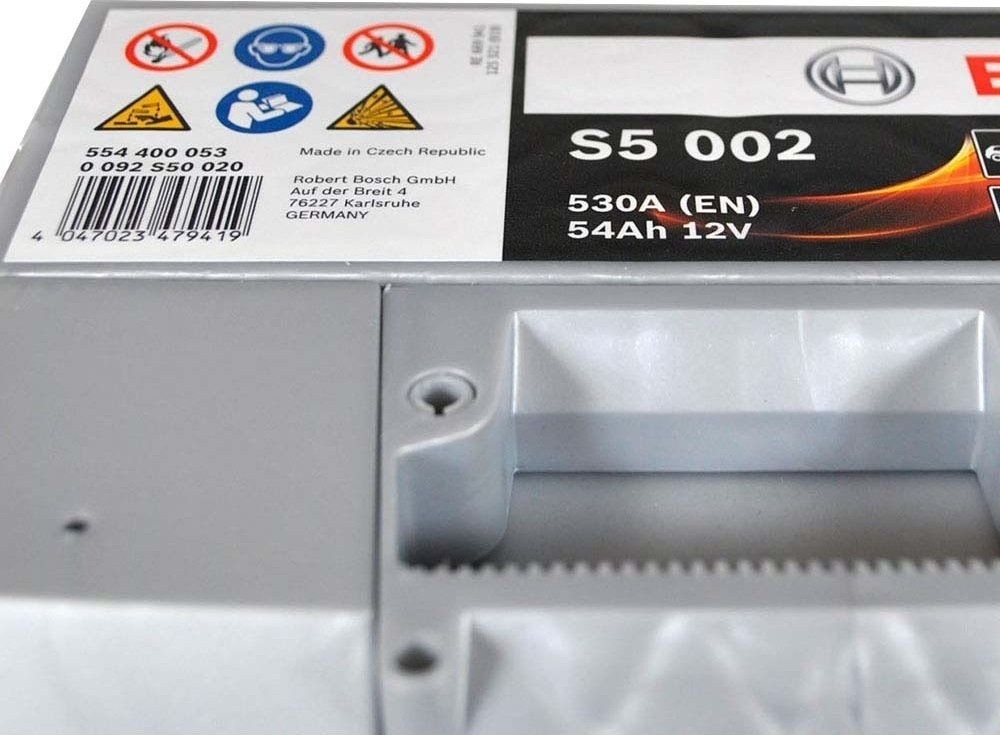 554 400 053
0 092 S50 020
4 047023 479419
Made in Czech Republic
Robert Bosch GmbH
Auf der Breit 4
76227 Karlsruhe
GERMANY
S5 002
530A (EN)
54Ah 12V